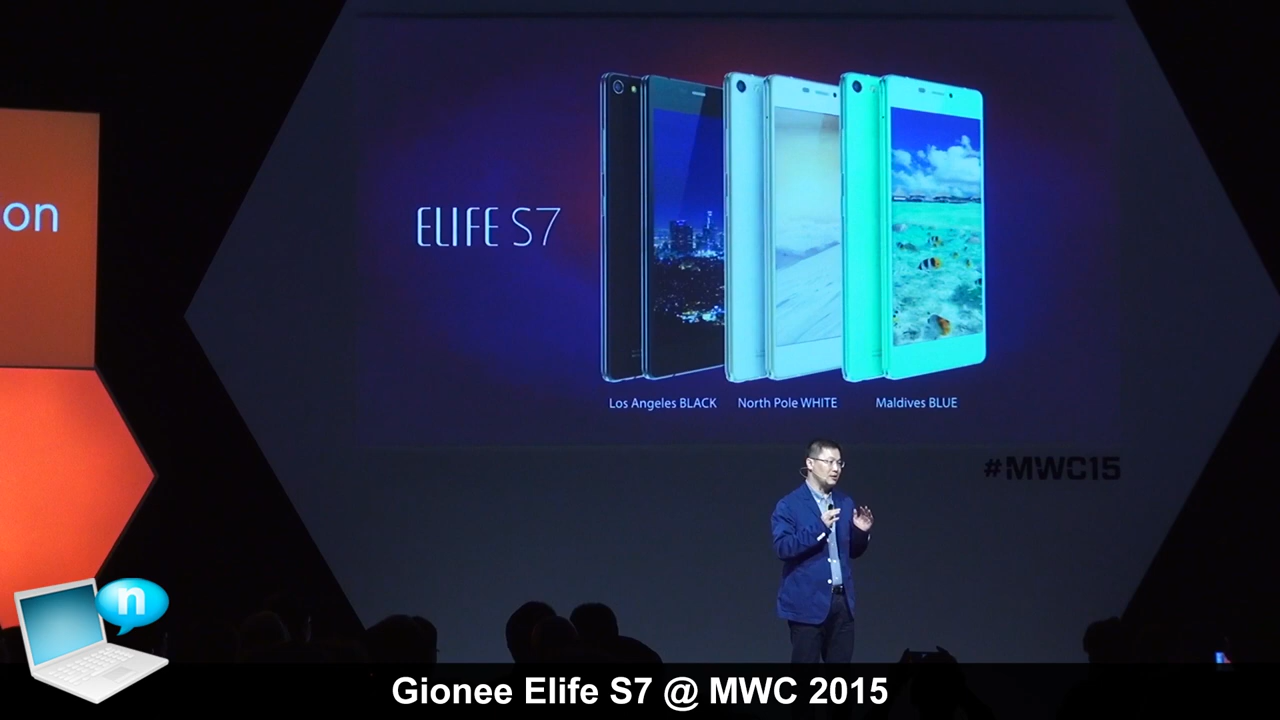 on
ELIFE S7
Los Angeles BLACK North Pole WHITE Maldives BLUE
#MWC15
n
Gionee Elife S7 @ MWC 2015